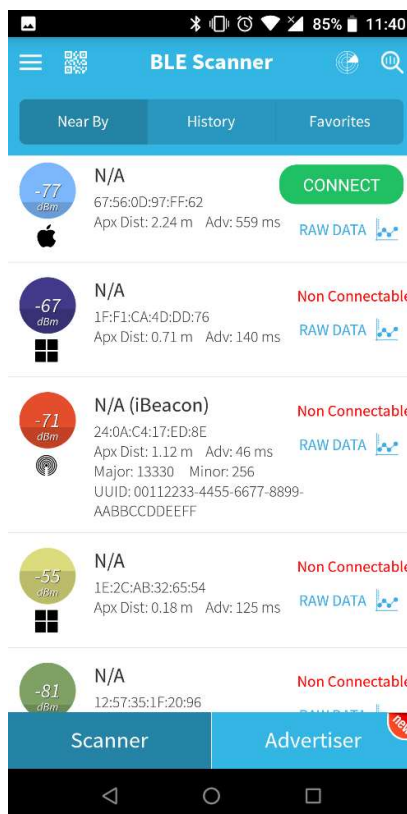 85% 11:40
BLE Scanner
Near By History Favorites
-77 dBm
N/A
67:56:0D:97:FF:62
Apx Dist: 2.24 m Adv: 559 ms
CONNECT
RAW DATA
-67 dBm
N/A
1F:F1:CA:4D:DD:76
Apx Dist: 0.71 m Adv: 140 ms
Non Connectable
RAW DATA
-71 dBm
N/A (iBeacon)
24:0A:C4:17:ED:8E
Apx Dist: 1.12 m Adv: 46 ms
Major: 13330 Minor: 256
UUID: 00112233-4455-6677-8899-
AABBCCDDEEFF
Non Connectable
RAW DATA
-55 dBm
N/A
1E:2C:AB:32:65:54
Apx Dist: 0.18 m Adv: 125 ms
Non Connectable
RAW DATA
-81 dBm
N/A
12:57:35:1F:20:96
Non Connectable
Scanner Advertiser
new